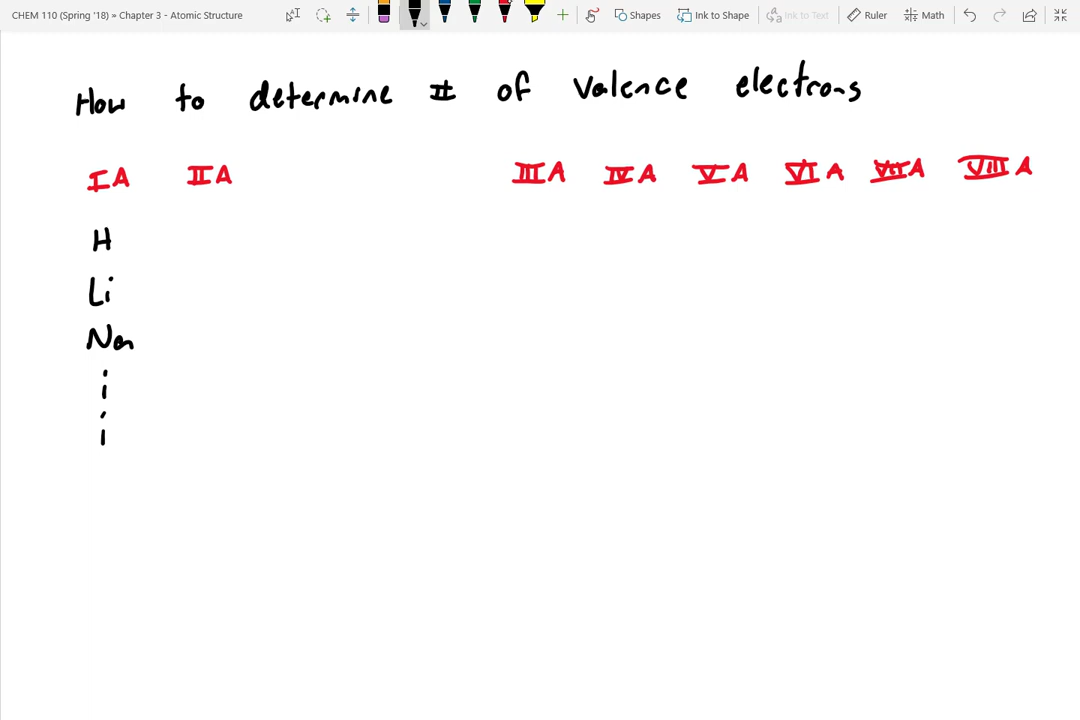 CHEM 110 (Spring '18) » Chapter 3 - Atomic Structure Shapes Ink to Shape Ink to Text Ruler Math
How to determine # of valence electrons
IA IIA IIIA IVA VA VIA VIIA VIIIA
H
Li
Na